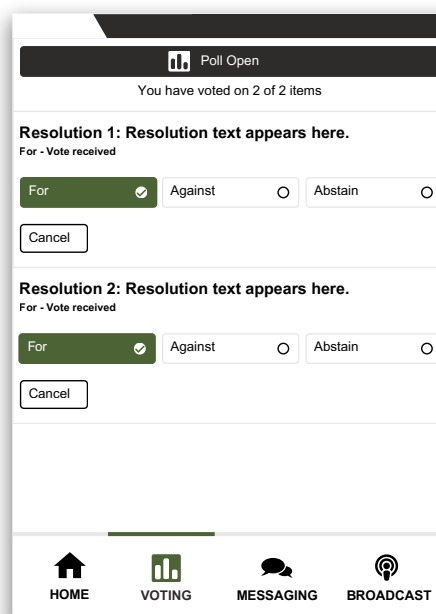 Poll Open
You have voted on 2 of 2 items
Resolution 1: Resolution text appears here.
For - Vote received
For Against Abstain
Cancel
Resolution 2: Resolution text appears here.
For - Vote received
For Against Abstain
Cancel
HOME VOTING MESSAGING BROADCAST